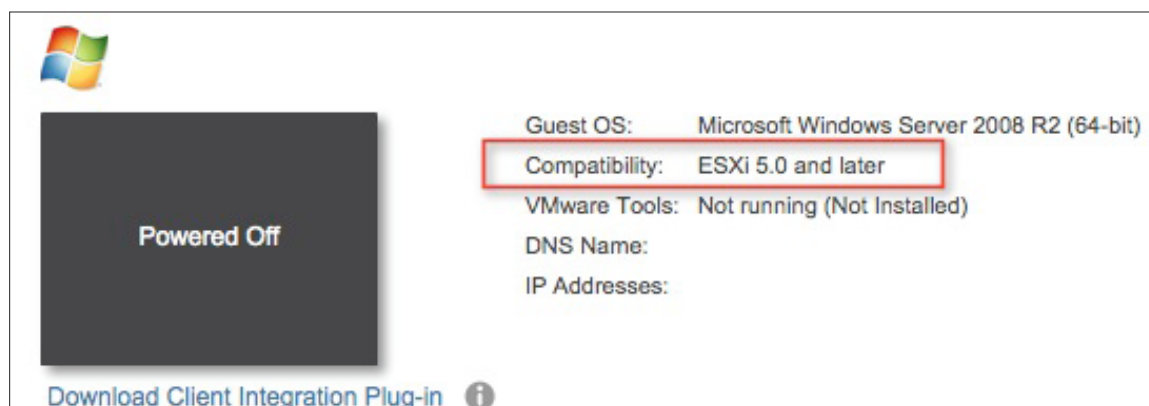 Guest OS: Microsoft Windows Server 2008 R2 (64-bit)
Compatibility: ESXi 5.0 and later
VMware Tools: Not running (Not Installed)
DNS Name:
IP Addresses:
Powered Off
Download Client Integration Plug-in